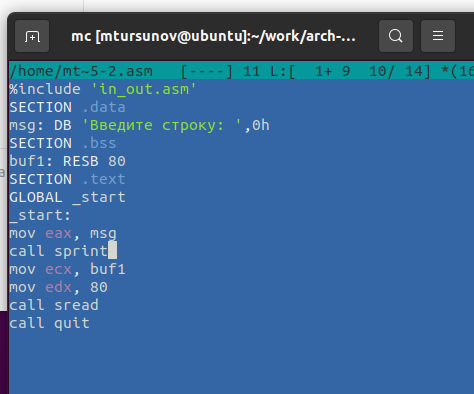 mc [mtursunov@ubuntu]:~/work/arch-...
/home/mt~5-2.asm [----] 11 L:[ 1+ 9 10/ 14] *(16
%include 'in_out.asm'
SECTION .data
msg: DB 'Введите строку: ',0h
SECTION .bss
buf1: RESB 80
SECTION .text
GLOBAL _start
_start:
mov eax, msg
call sprint
mov ecx, buf1
mov edx, 80
call sread
call quit